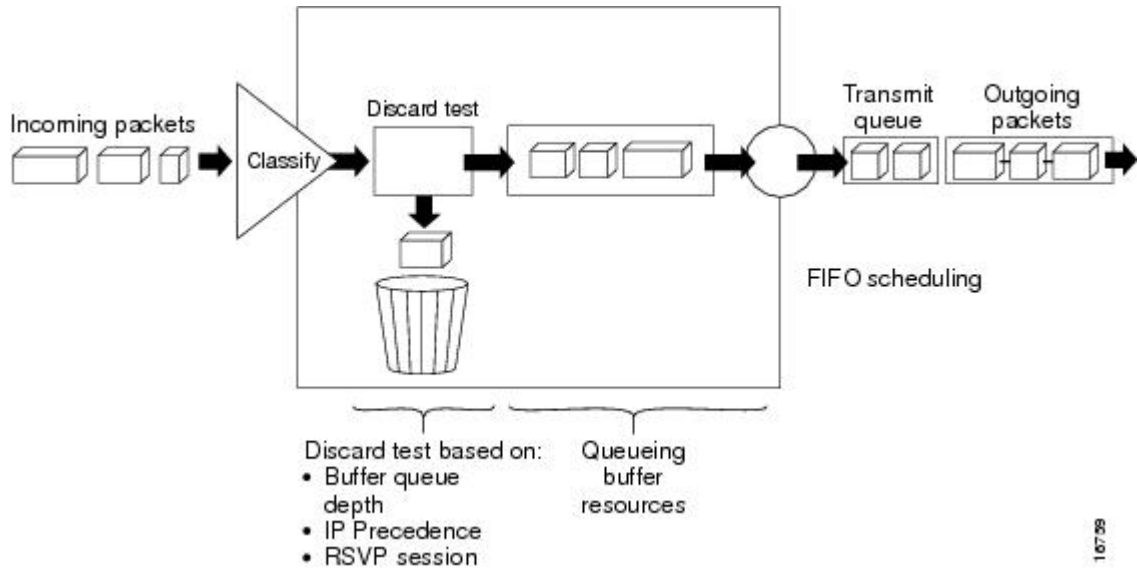 Incoming packets
Classify
Discard test
Transmit
queue
Outgoing
packets
FIFO scheduling
Discard test based on:
• Buffer queue
depth
• IP Precedence
• RSVP session
Queueing
buffer
resources
16759